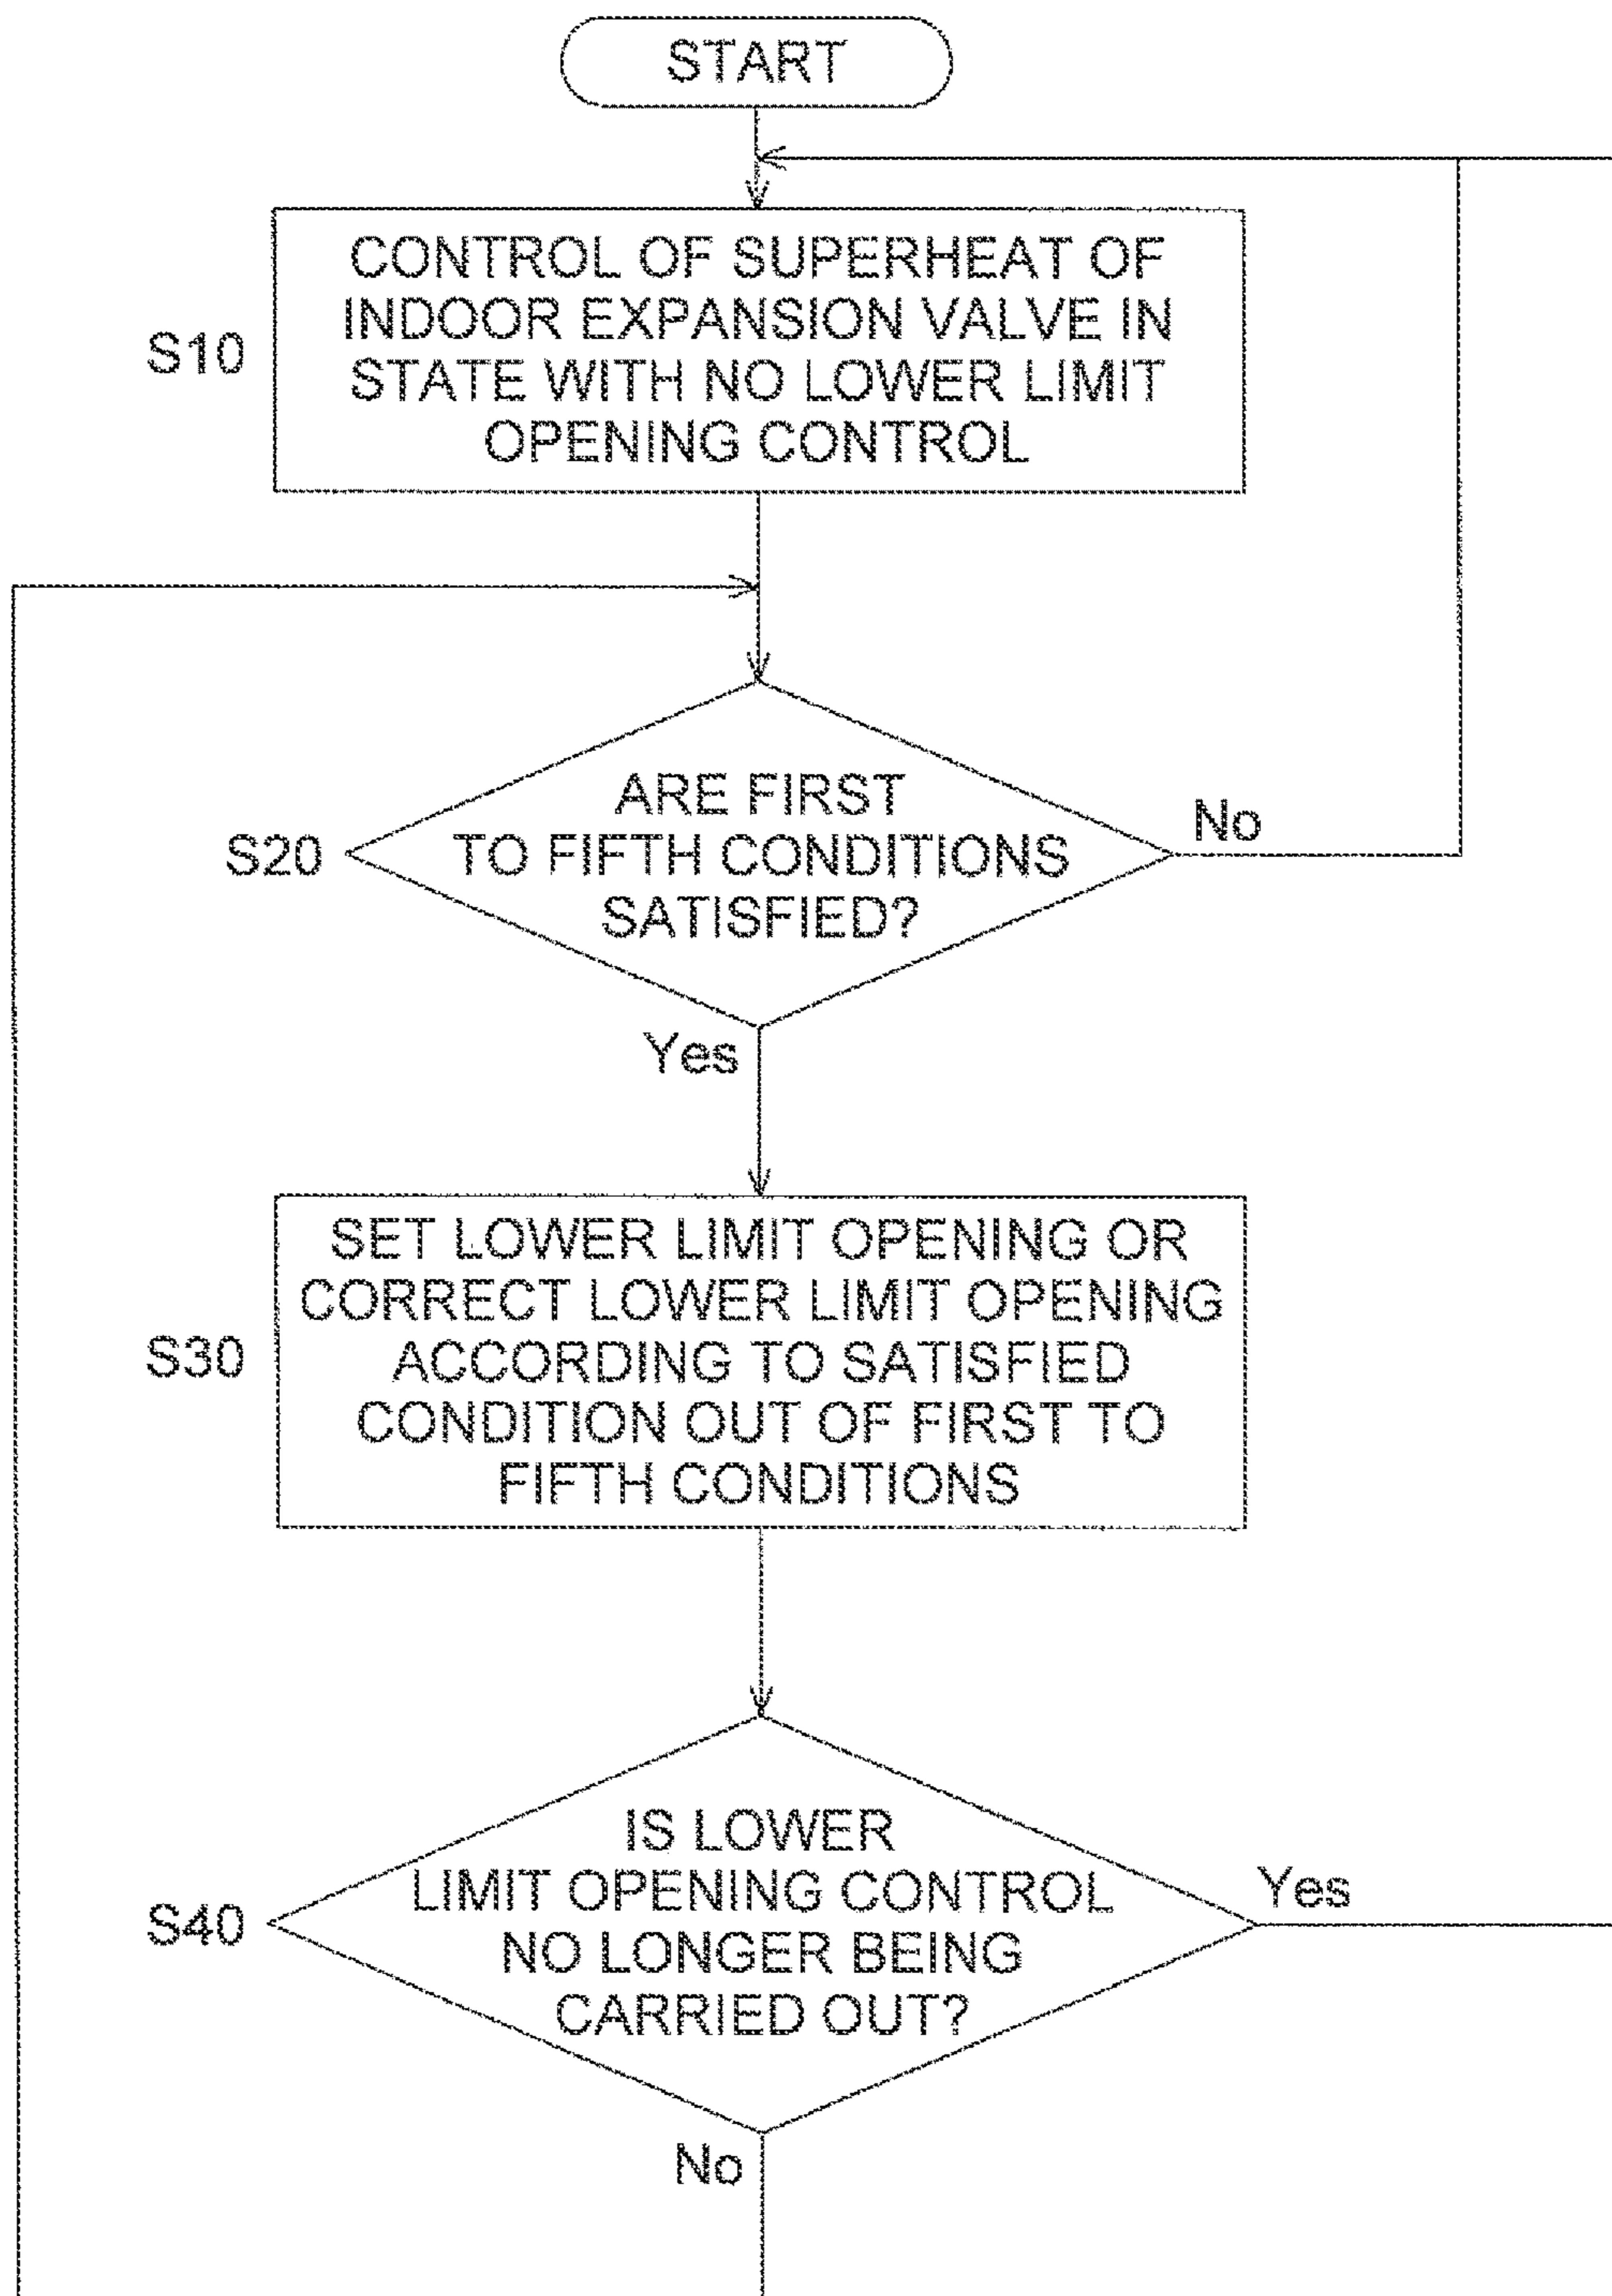 START
S10
CONTROL OF SUPERHEAT OF
INDOOR EXPANSION VALVE IN
STATE WITH NO LOWER LIMIT
OPENING CONTROL
S20
ARE FIRST
TO FIFTH CONDITIONS
SATISFIED?
No
Yes
S30
SET LOWER LIMIT OPENING OR
CORRECT LOWER LIMIT OPENING
ACCORDING TO SATISFIED
CONDITION OUT OF FIRST TO
FIFTH CONDITIONS
S40
IS LOWER
LIMIT OPENING CONTROL
NO LONGER BEING
CARRIED OUT?
Yes
No